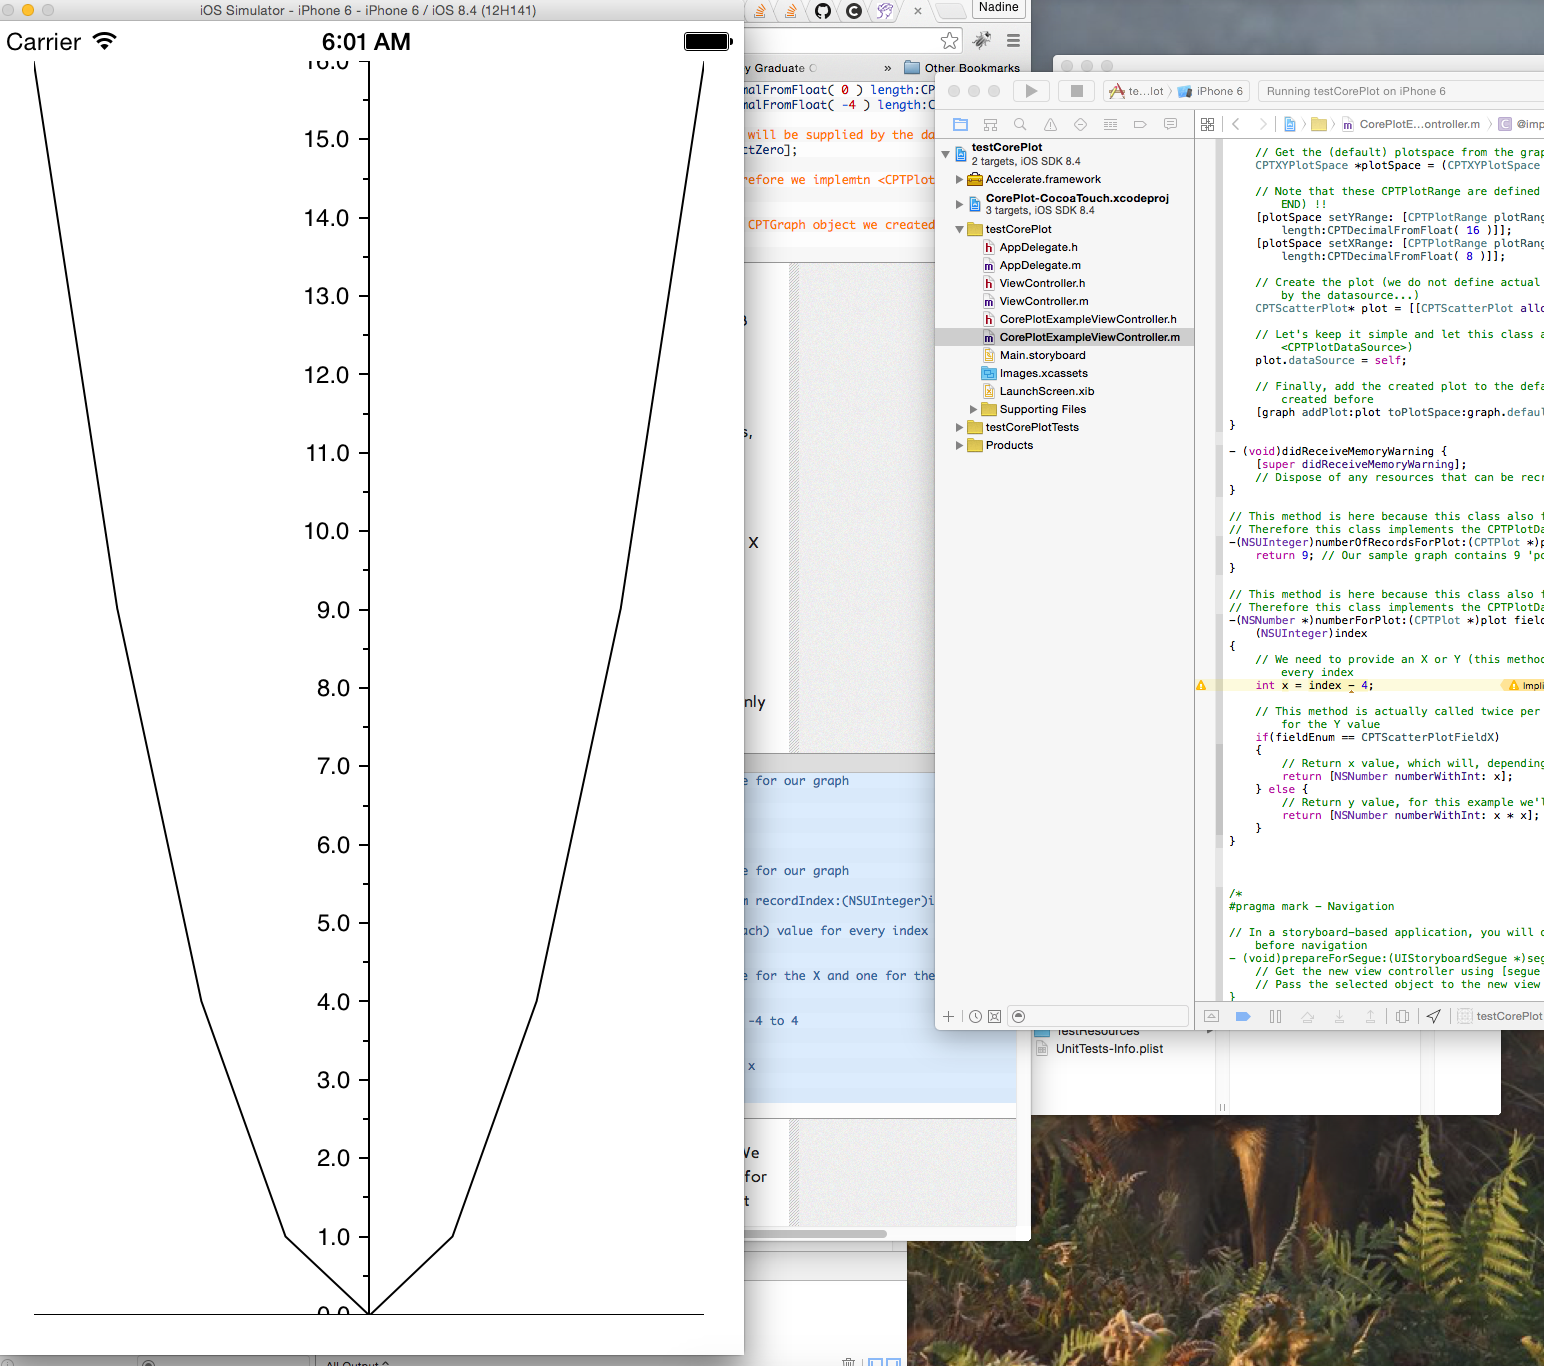 iOS Simulator - iPhone 6 - iPhone 6 / iOS 8.4 (12H141)
Carrier
6:01 AM
16.0
15.0
14.0
13.0
12.0
11.0
10.0
9.0
8.0
7.0
6.0
5.0
4.0
3.0
2.0
1.0
0.0
All Output
Nadine
y Graduate
»
Other Bookmarks
malFromFloat( 0 ) length:CP
malFromFloat( -4 ) length:C
will be supplied by the da
ctZero];
refore we implemtn <CPTPlot
CPTGraph object we created
s,
X
nly
e for our graph
e for our graph
m recordIndex:(NSUInteger)i
ach) value for every index
e for the X and one for the
-4 to 4
x
We
for
t
te...lot
iPhone 6
Running testCorePlot on iPhone 6
CorePlotE...ontroller.m
@imp
testCorePlot
2 targets, iOS SDK 8.4
Accelerate.framework
CorePlot-CocoaTouch.xcodeproj
3 targets, iOS SDK 8.4
testCorePlot
AppDelegate.h
AppDelegate.m
ViewController.h
ViewController.m
CorePlotExampleViewController.h
CorePlotExampleViewController.m
Main.storyboard
Images.xcassets
LaunchScreen.xib
Supporting Files
testCorePlotTests
Products
// Get the (default) plotspace from the grap
CPTXYPlotSpace *plotSpace = (CPTXYPlotSpace
// Note that these CPTPlotRange are defined
END) !!
[plotSpace setYRange: [CPTPlotRange plotRang
length:CPTDecimalFromFloat( 16 )]];
[plotSpace setXRange: [CPTPlotRange plotRang
length:CPTDecimalFromFloat( 8 )]];
// Create the plot (we do not define actual
by the datasource...)
CPTScatterPlot* plot = [[CPTScatterPlot allo
// Let's keep it simple and let this class a
<CPTPlotDataSource>)
plot.dataSource = self;
// Finally, add the created plot to the defa
created before
[graph addPlot:plot toPlotSpace:graph.defaul
}
- (void)didReceiveMemoryWarning {
[super didReceiveMemoryWarning];
// Dispose of any resources that can be recr
}
// This method is here because this class also f
// Therefore this class implements the CPTPlotDa
-(NSUInteger)numberOfRecordsForPlot:(CPTPlot *)p
return 9; // Our sample graph contains 9 'po
}
// This method is here because this class also f
// Therefore this class implements the CPTPlotDa
-(NSNumber *)numberForPlot:(CPTPlot *)plot field
(NSUInteger)index
{
// We need to provide an X or Y (this method
every index
int x = index - 4;
Impli
// This method is actually called twice per
for the Y value
if(fieldEnum == CPTScatterPlotFieldX)
{
// Return x value, which will, depending
return [NSNumber numberWithInt: x];
} else {
// Return y value, for this example we'l
return [NSNumber numberWithInt: x * x];
}
}
/*
#pragma mark - Navigation
// In a storyboard-based application, you will o
before navigation
- (void)prepareForSegue:(UIStoryboardSegue *)seg
// Get the new view controller using [segue
// Pass the selected object to the new view
}
testCorePlot
TestResources
UnitTests-Info.plist